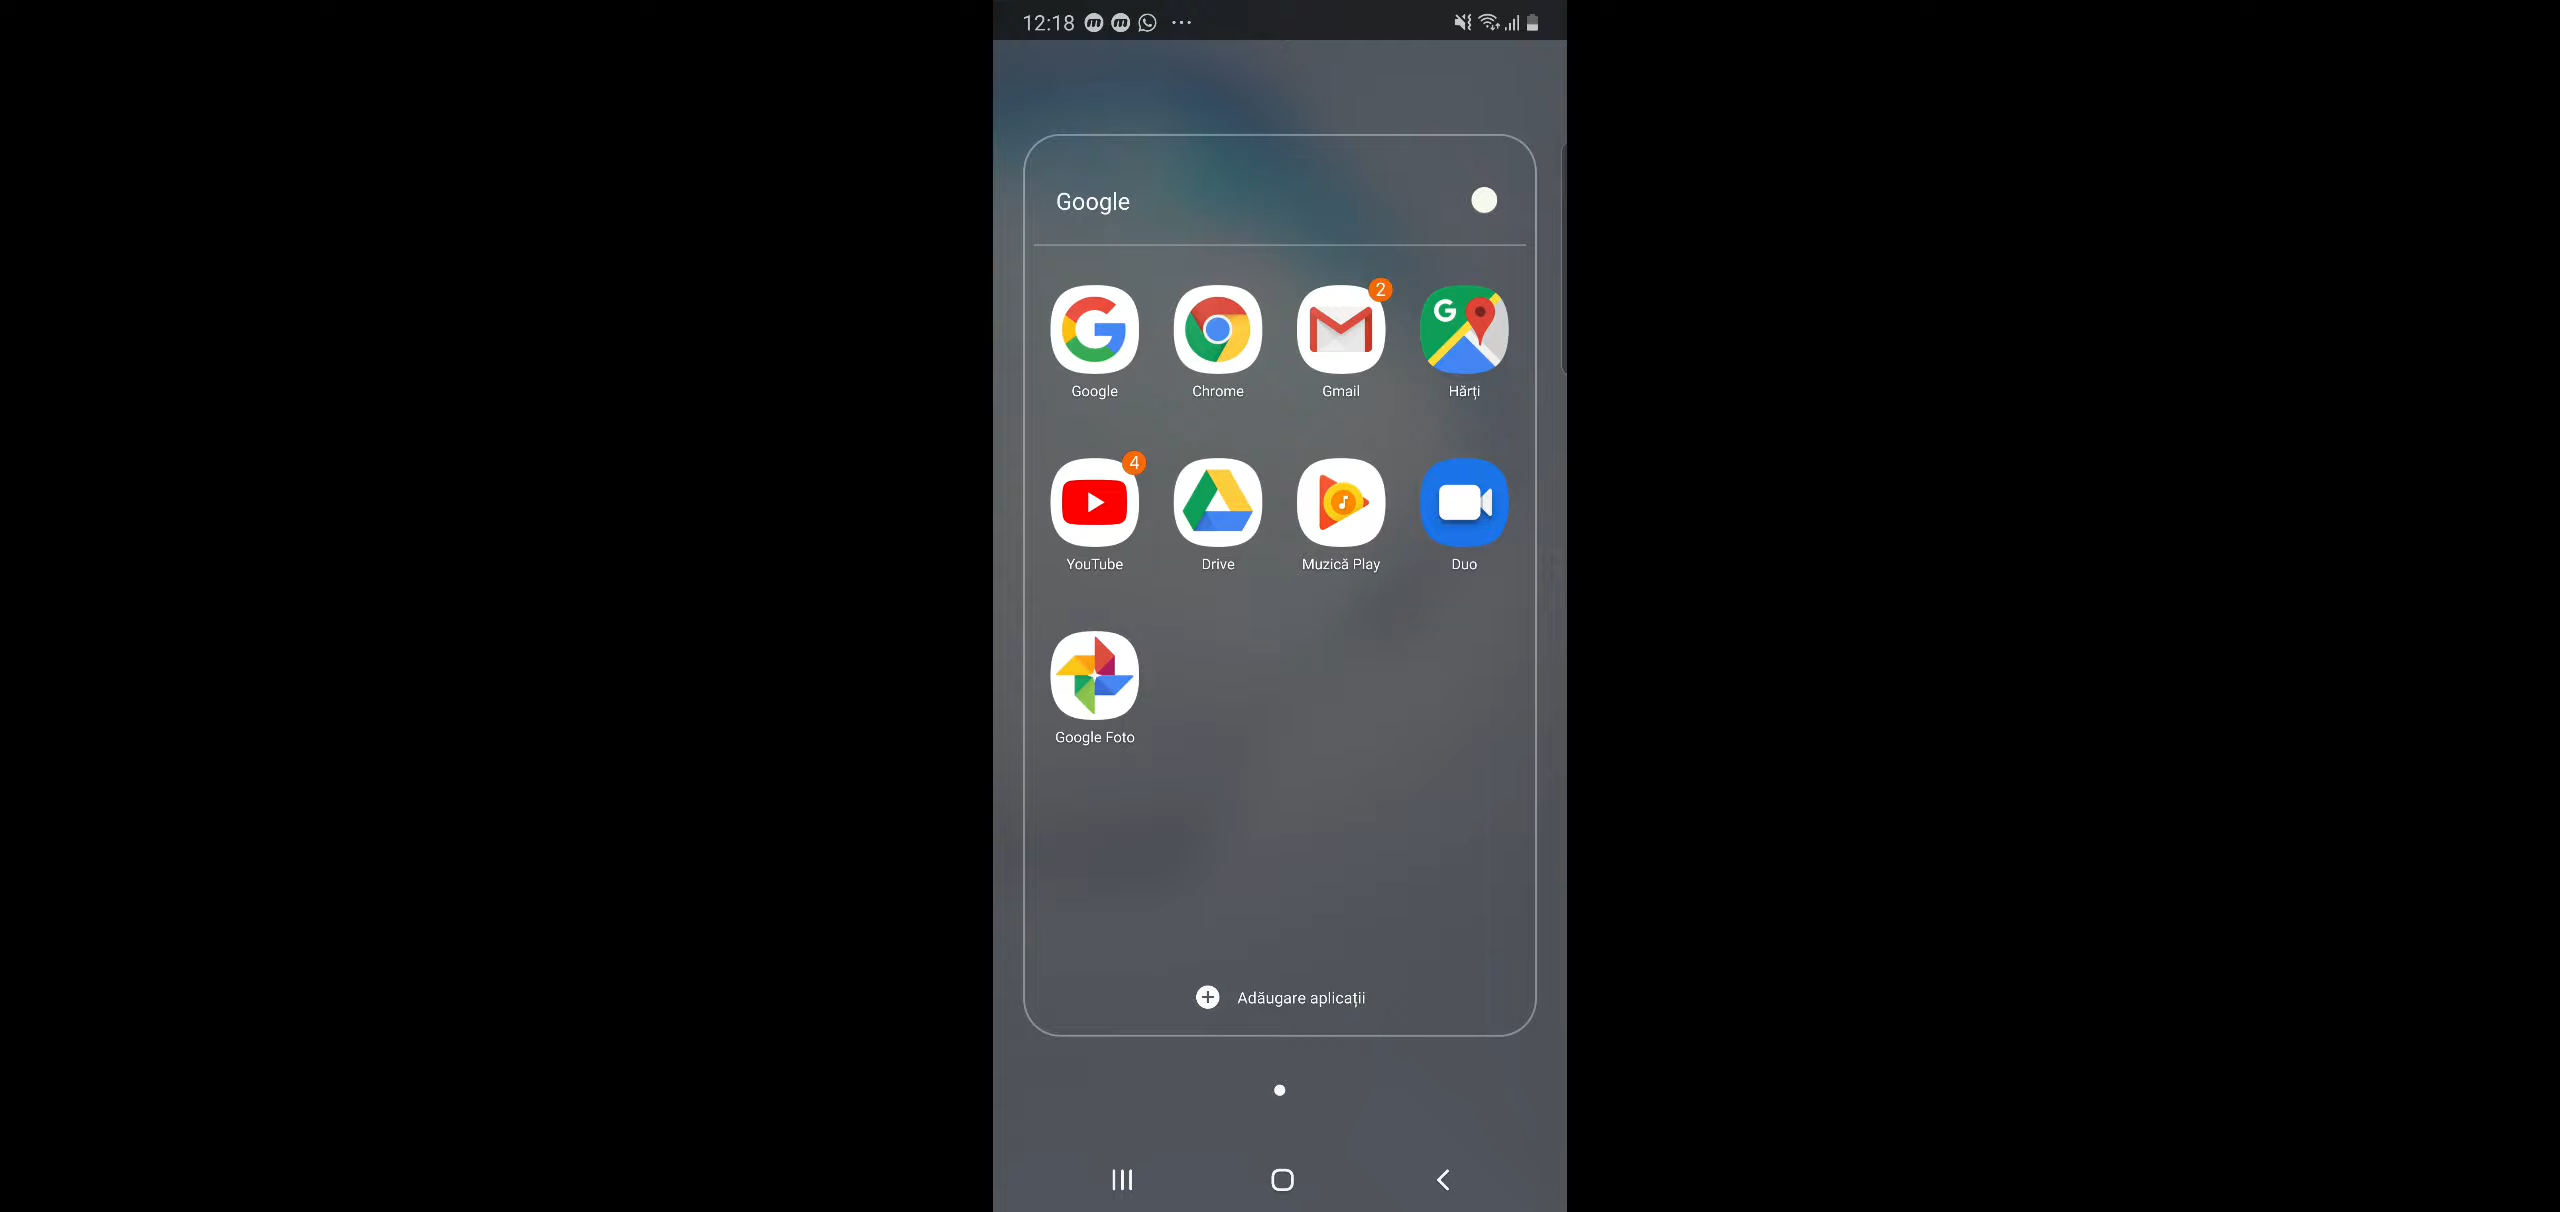 12:18
Google
2
Google Chrome Gmail Hărți
4
YouTube Drive Muzică Play Duo
Google Foto
Adăugare aplicații